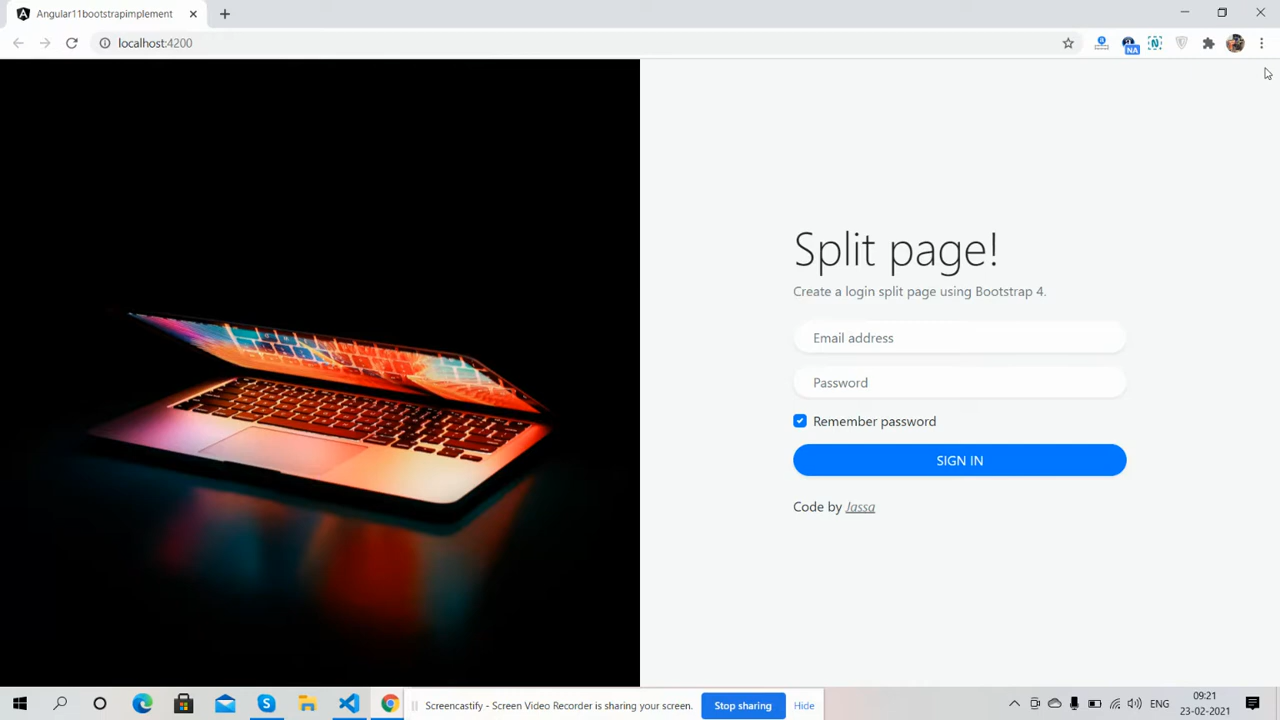 Angular11bootstrapimplement
localhost:4200
NA
N
Split page!
Create a login split page using Bootstrap 4.
Email address
Password
Remember password
SIGN IN
Code by Jassa
Screencastify - Screen Video Recorder is sharing your screen.
Stop sharing
Hide
ENG
09:21
23-02-2021